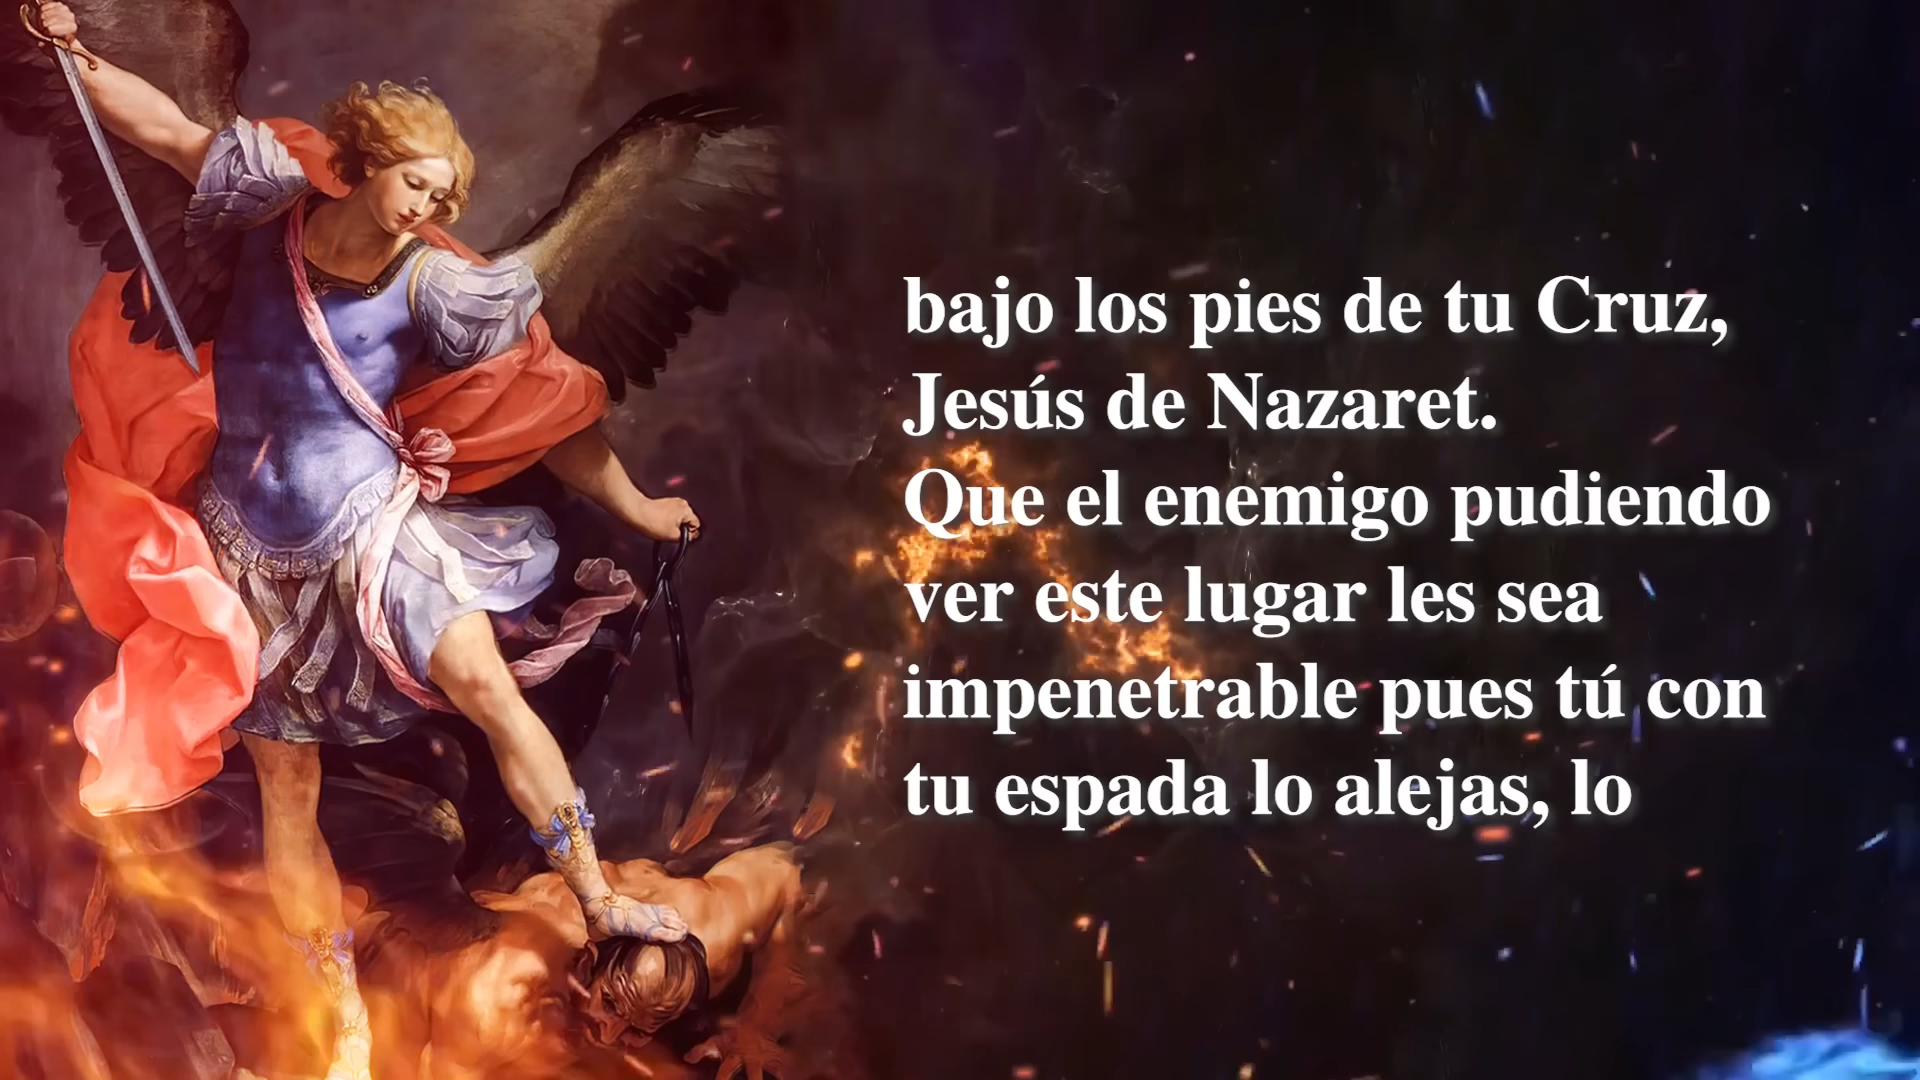 bajo los pies de tu Cruz,
Jesús de Nazaret.
Que el enemigo pudiendo
ver este lugar les sea
impenetrable pues tú con
tu espada lo alejas, lo